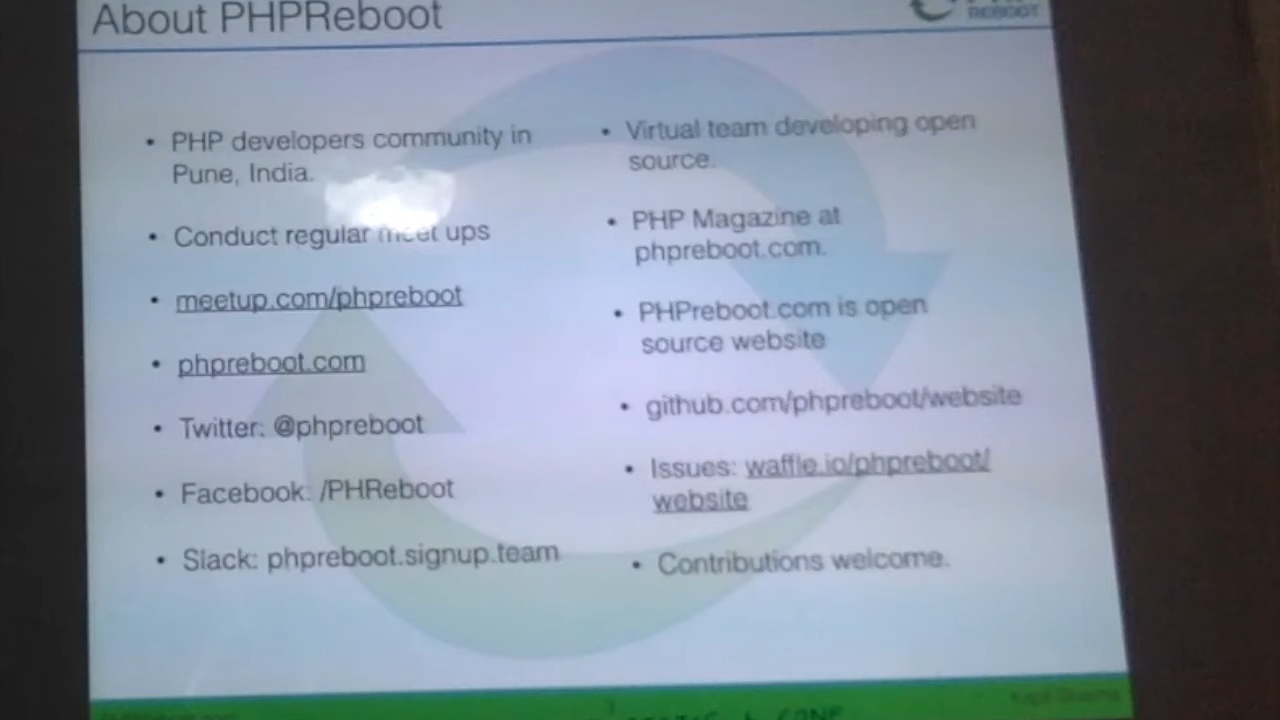 About PHPReboot
REBOOT
• PHP developers community in
Pune, India.
• Conduct regular meet ups
• meetup.com/phpreboot
• phpreboot.com
• Twitter: @phpreboot
• Facebook: /PHReboot
• Slack: phpreboot.signup.team
• Virtual team developing open
source.
• PHP Magazine at
phpreboot.com.
• PHPreboot.com is open
source website
• github.com/phpreboot/website
• Issues: waffle.io/phpreboot/
website
• Contributions welcome.